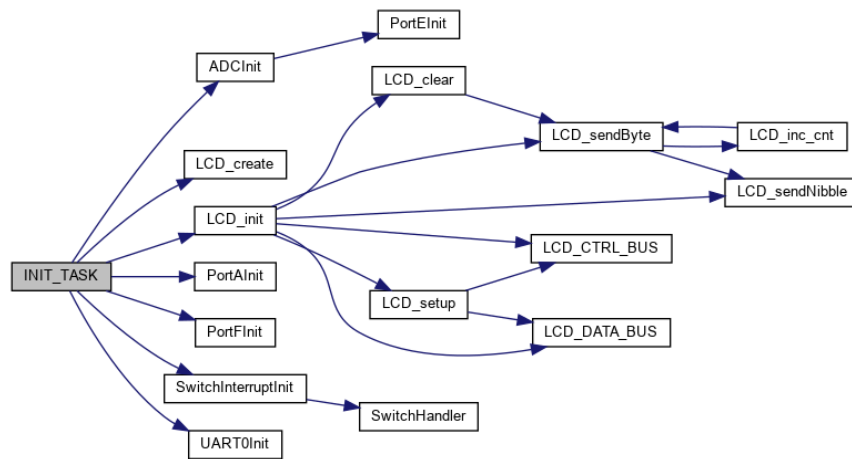 PortEInit
ADCInit
LCD_clear
LCD_sendByte
LCD_inc_cnt
LCD_create
LCD_sendNibble
LCD_init
LCD_CTRL_BUS
INIT_TASK
PortAInit
LCD_setup
PortFInit
LCD_DATA_BUS
SwitchInterruptInit
SwitchHandler
UART0Init